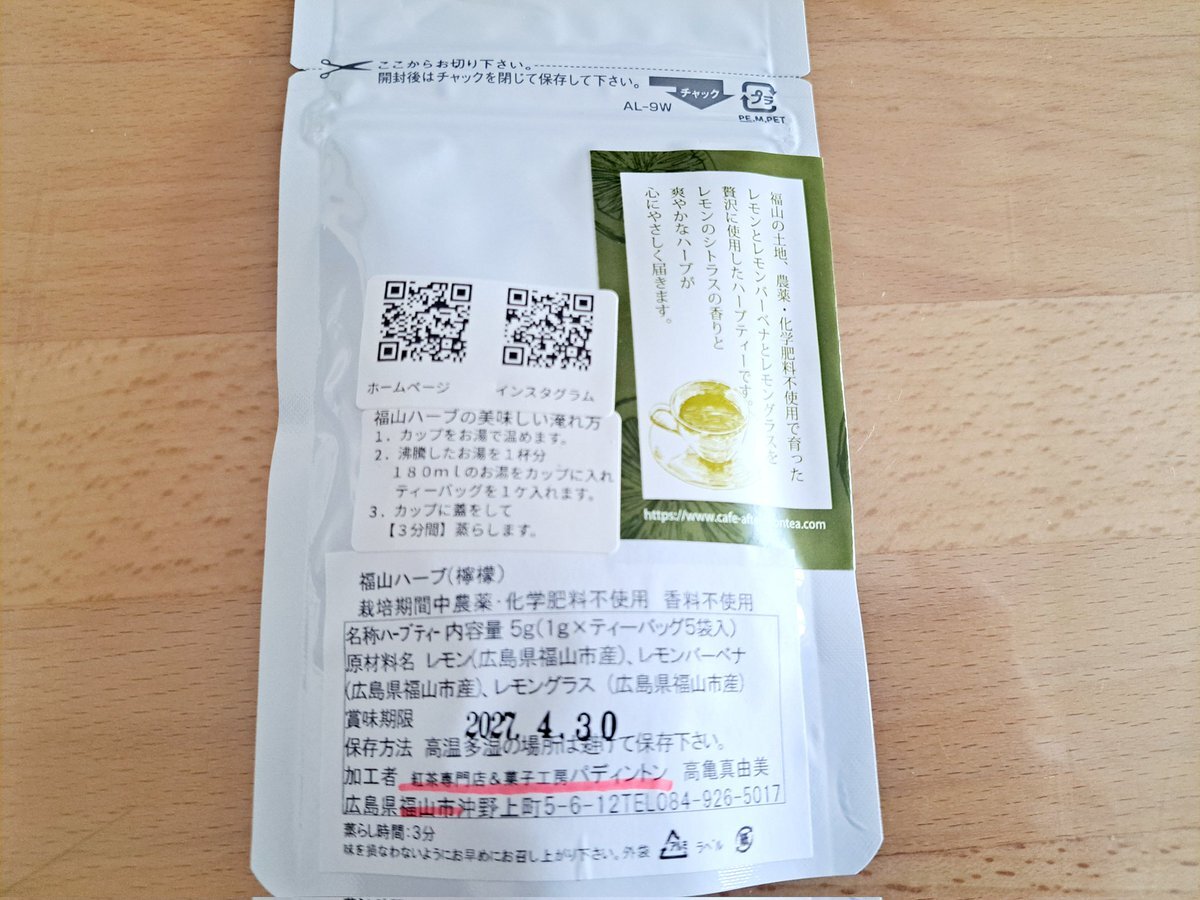 ここからお切り下さい。
開封後はチャックを閉じて保存して下さい。
チャック
プラ
AL-9W
PE,M,PET
福山の土地、農薬・化学肥料不使用で育った
レモンとレモンバーベナとレモングラスを
贅沢に使用したハーブティーです。
レモンのシトラスの香りと
爽やかなハーブが
心にやさしく届きます。
https://www.cafe-afternoontea.com
ホームページ
インスタグラム
福山ハーブの美味しい淹れ方
1．カップをお湯で温めます。
2．沸騰したお湯を1杯分
180mlのお湯をカップに入れ
ティーバッグを1ケ入れます。
3．カップに蓋をして
【3分間】蒸らします。
福山ハーブ(檸檬)
栽培期間中農薬・化学肥料不使用 香料不使用
名称ハーブティー 内容量 5g(1g×ティーバッグ5袋入)
原材料名 レモン(広島県福山市産)、レモンバーベナ
(広島県福山市産)、レモングラス (広島県福山市産)
賞味期限 2027.4.30
保存方法 高温多湿の場所は避けて保存下さい。
加工者 紅茶専門店&菓子工房パディントン 高亀真由美
広島県福山市沖野上町5-6-12TEL084-926-5017
蒸らし時間:3分
味を損なわないようにお早めにお召し上がり下さい。外袋 ラベル